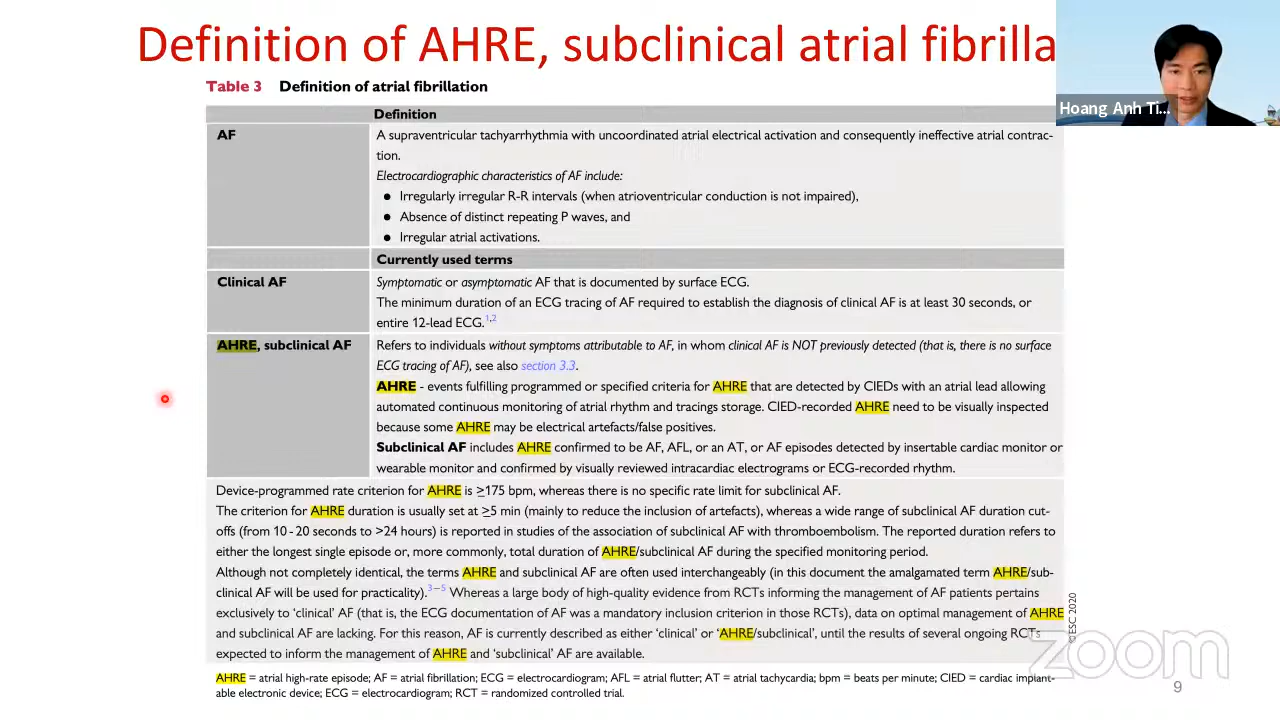 Definition of AHRE, subclinical atrial fibrilla
Hoang Anh Ti...
Table 3 Definition of atrial fibrillation
Definition
AF
A supraventricular tachyarrhythmia with uncoordinated atrial electrical activation and consequently ineffective atrial contrac-
tion.
Electrocardiographic characteristics of AF include:
● Irregularly irregular R-R intervals (when atrioventricular conduction is not impaired),
● Absence of distinct repeating P waves, and
● Irregular atrial activations.
Currently used terms
Clinical AF
Symptomatic or asymptomatic AF that is documented by surface ECG.
The minimum duration of an ECG tracing of AF required to establish the diagnosis of clinical AF is at least 30 seconds, or
entire 12-lead ECG.1,2
AHRE, subclinical AF
Refers to individuals without symptoms attributable to AF, in whom clinical AF is NOT previously detected (that is, there is no surface
ECG tracing of AF), see also section 3.3.
AHRE - events fulfilling programmed or specified criteria for AHRE that are detected by CIEDs with an atrial lead allowing
automated continuous monitoring of atrial rhythm and tracings storage. CIED-recorded AHRE need to be visually inspected
because some AHRE may be electrical artefacts/false positives.
Subclinical AF includes AHRE confirmed to be AF, AFL, or an AT, or AF episodes detected by insertable cardiac monitor or
wearable monitor and confirmed by visually reviewed intracardiac electrograms or ECG-recorded rhythm.
Device-programmed rate criterion for AHRE is ≥175 bpm, whereas there is no specific rate limit for subclinical AF.
The criterion for AHRE duration is usually set at ≥5 min (mainly to reduce the inclusion of artefacts), whereas a wide range of subclinical AF duration cut-
offs (from 10-20 seconds to >24 hours) is reported in studies of the association of subclinical AF with thromboembolism. The reported duration refers to
either the longest single episode or, more commonly, total duration of AHRE/subclinical AF during the specified monitoring period.
Although not completely identical, the terms AHRE and subclinical AF are often used interchangeably (in this document the amalgamated term AHRE/sub-
clinical AF will be used for practicality).3–5 Whereas a large body of high-quality evidence from RCTs informing the management of AF patients pertains
exclusively to 'clinical' AF (that is, the ECG documentation of AF was a mandatory inclusion criterion in those RCTs), data on optimal management of AHRE
and subclinical AF are lacking. For this reason, AF is currently described as either 'clinical' or 'AHRE/subclinical', until the results of several ongoing RCTs
expected to inform the management of AHRE and 'subclinical' AF are available.
©ESC 2020
AHRE = atrial high-rate episode; AF = atrial fibrillation; ECG = electrocardiogram; AFL = atrial flutter; AT = atrial tachycardia; bpm = beats per minute; CIED = cardiac implant-
able electronic device; ECG = electrocardiogram; RCT = randomized controlled trial.
zoom
9